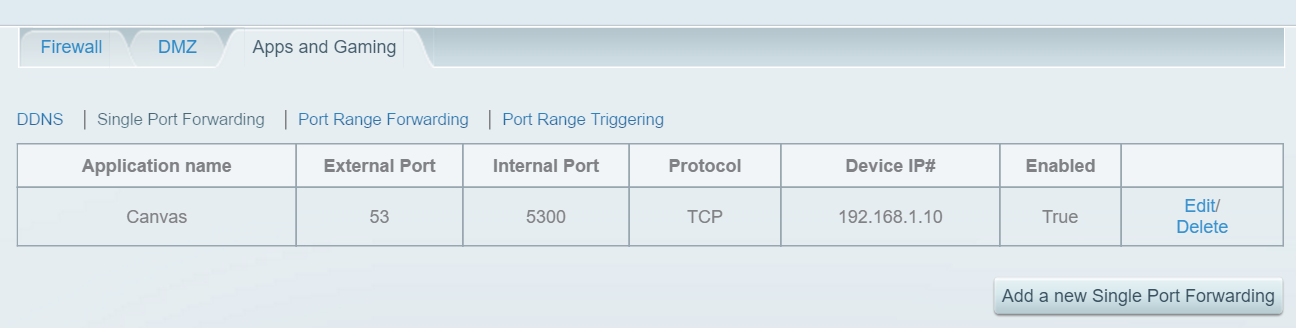 Firewall DMZ Apps and Gaming
DDNS | Single Port Forwarding | Port Range Forwarding | Port Range Triggering
Application name External Port Internal Port Protocol Device IP# Enabled
Canvas 53 5300 TCP 192.168.1.10 True Edit/
Delete
Add a new Single Port Forwarding